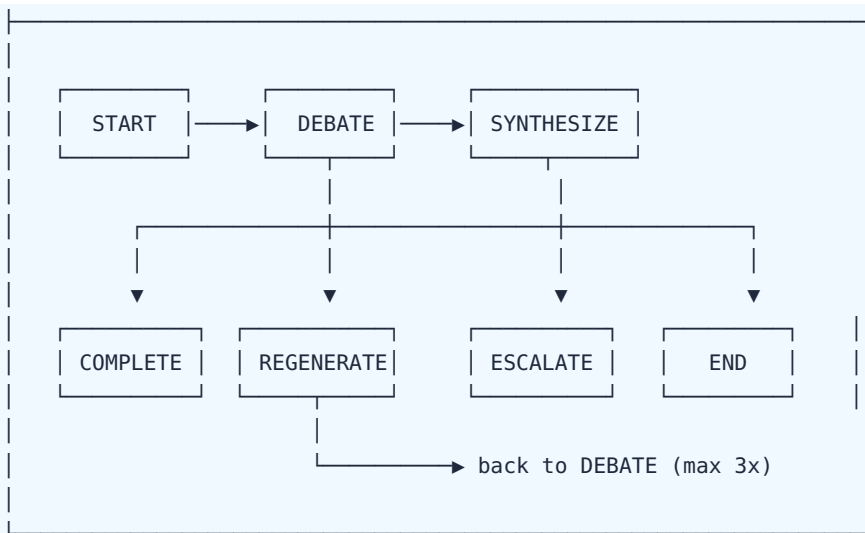 START DEBATE SYNTHESIZE
COMPLETE REGENERATE ESCALATE END
back to DEBATE (max 3x)